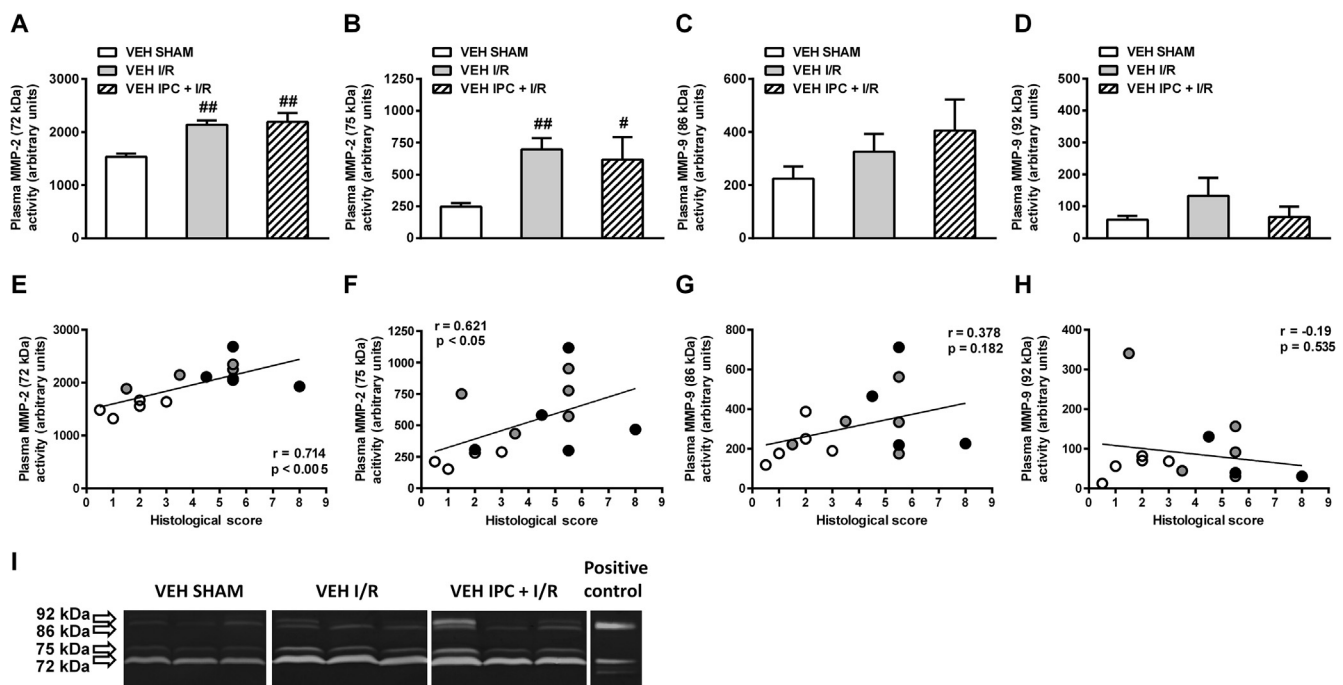 A
VEH SHAM
VEH I/R
VEH IPC + I/R
Plasma MMP-2 (72 kDa)
activity (arbitrary units)
3000
2000
1000
0
##
##
B
VEH SHAM
VEH I/R
VEH IPC + I/R
Plasma MMP-2 (75 kDa)
activity (arbitrary units)
1250
1000
750
500
250
0
##
#
C
VEH SHAM
VEH I/R
VEH IPC + I/R
Plasma MMP-9 (86 kDa)
activity (arbitrary units)
600
400
200
0
D
VEH SHAM
VEH I/R
VEH IPC + I/R
Plasma MMP-9 (92 kDa)
activity (arbitrary units)
500
400
300
200
100
0
E
Plasma MMP-2 (72 kDa)
activity (arbitrary units)
3000
2000
1000
0
r = 0.714
p < 0.005
0 1 2 3 4 5 6 7 8 9
Histological score
F
Plasma MMP-2 (75 kDa)
acitivity (arbitrary units)
1250
1000
750
500
250
0
r = 0.621
p < 0.05
0 1 2 3 4 5 6 7 8 9
Histological score
G
Plasma MMP-9 (86 kDa)
activity (arbitrary units)
800
600
400
200
0
r = 0.378
p = 0.182
0 1 2 3 4 5 6 7 8 9
Histological score
H
Plasma MMP-9 (92 kDa)
activity (arbitrary units)
400
300
200
100
0
r = -0.19
p = 0.535
0 1 2 3 4 5 6 7 8 9
Histological score
I
VEH SHAM
VEH I/R
VEH IPC + I/R
Positive
control
92 kDa
86 kDa
75 kDa
72 kDa